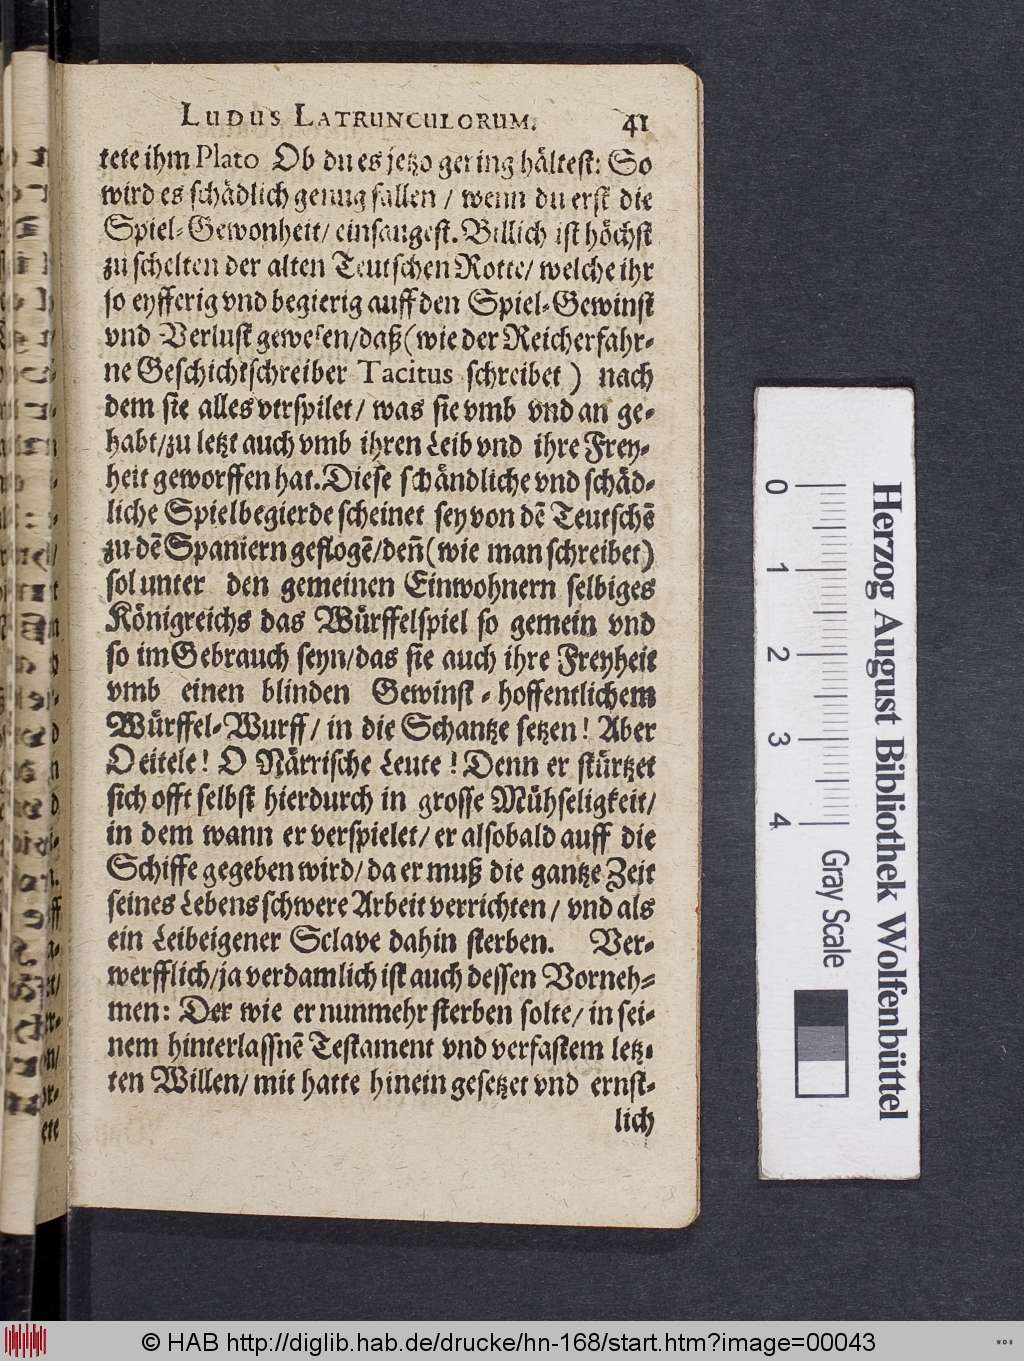 LUDUS LATRUNCULORUM. 41
tete ihm Plato Ob du es jetzo gering hältest: So
wird es schädlich genug fallen / wenn du erst die
Spiel-Gewonheit/ einsaugest. Billich ist höchst
zu schelten der alten Teutschen Rotte/ welche ihr
so eyfferig vnd begierig auff den Spiel-Gewinst
vnd Verlust gewesen/daß (wie der Reicherfahr-
ne Geschichtschreiber Tacitus schreibet ) nach
dem sie alles verspilet / was sie vmb vnd an ge-
habt/zu letzt auch vmb ihren Leib vnd ihre Frey-
heit geworffen hat. Diese schändliche vnd schäd-
liche Spielbegierde scheinet sey von dē Teutschē
zu dē Spaniern geflogē/deñ (wie man schreibet)
sol unter den gemeinen Einwohnern selbiges
Königreichs das Würffelspiel so gemein vnd
so im Gebrauch seyn/das sie auch ihre Freyheit
vmb einen blinden Gewinst-hoffentlichem
Würffel-Wurff/ in die Schantze setzen! Aber
O eitele! O Närrische Leute! Denn er stürtzet
sich offt selbst hierdurch in grosse Mühseligkeit/
in dem wann er verspielet/ er alsobald auff die
Schiffe gegeben wird/ da er muß die gantze Zeit
seines Lebens schwere Arbeit verrichten / vnd als
ein Leibeigener Sclave dahin sterben. Ver-
werfflich/ja verdamlich ist auch dessen Vorneh-
men: Der wie er nunmehr sterben solte/ in sei-
nem hinterlassnē Testament vnd verfastem letz-
ten Willen/ mit hatte hinein gesetzet vnd ernst-
lich
0 1 2 3 4 Gray Scale
Herzog August Bibliothek Wolfenbüttel
© HAB http://diglib.hab.de/drucke/hn-168/start.htm?image=00043